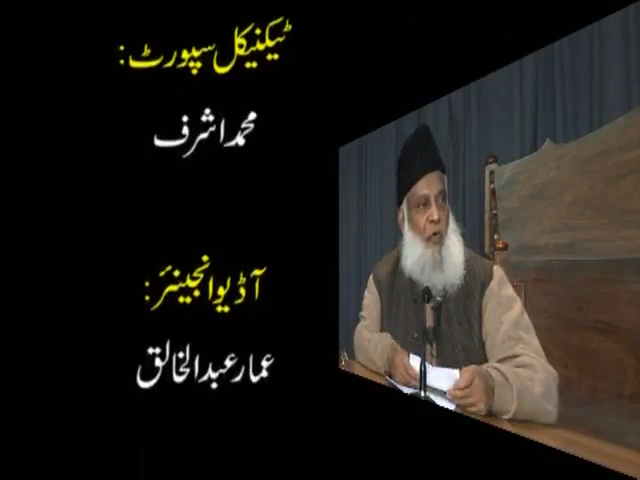 ٹیکنیکل سپورٹ:
محمد اشرف
آڈیو انجینئر:
عمار عبدالخالق